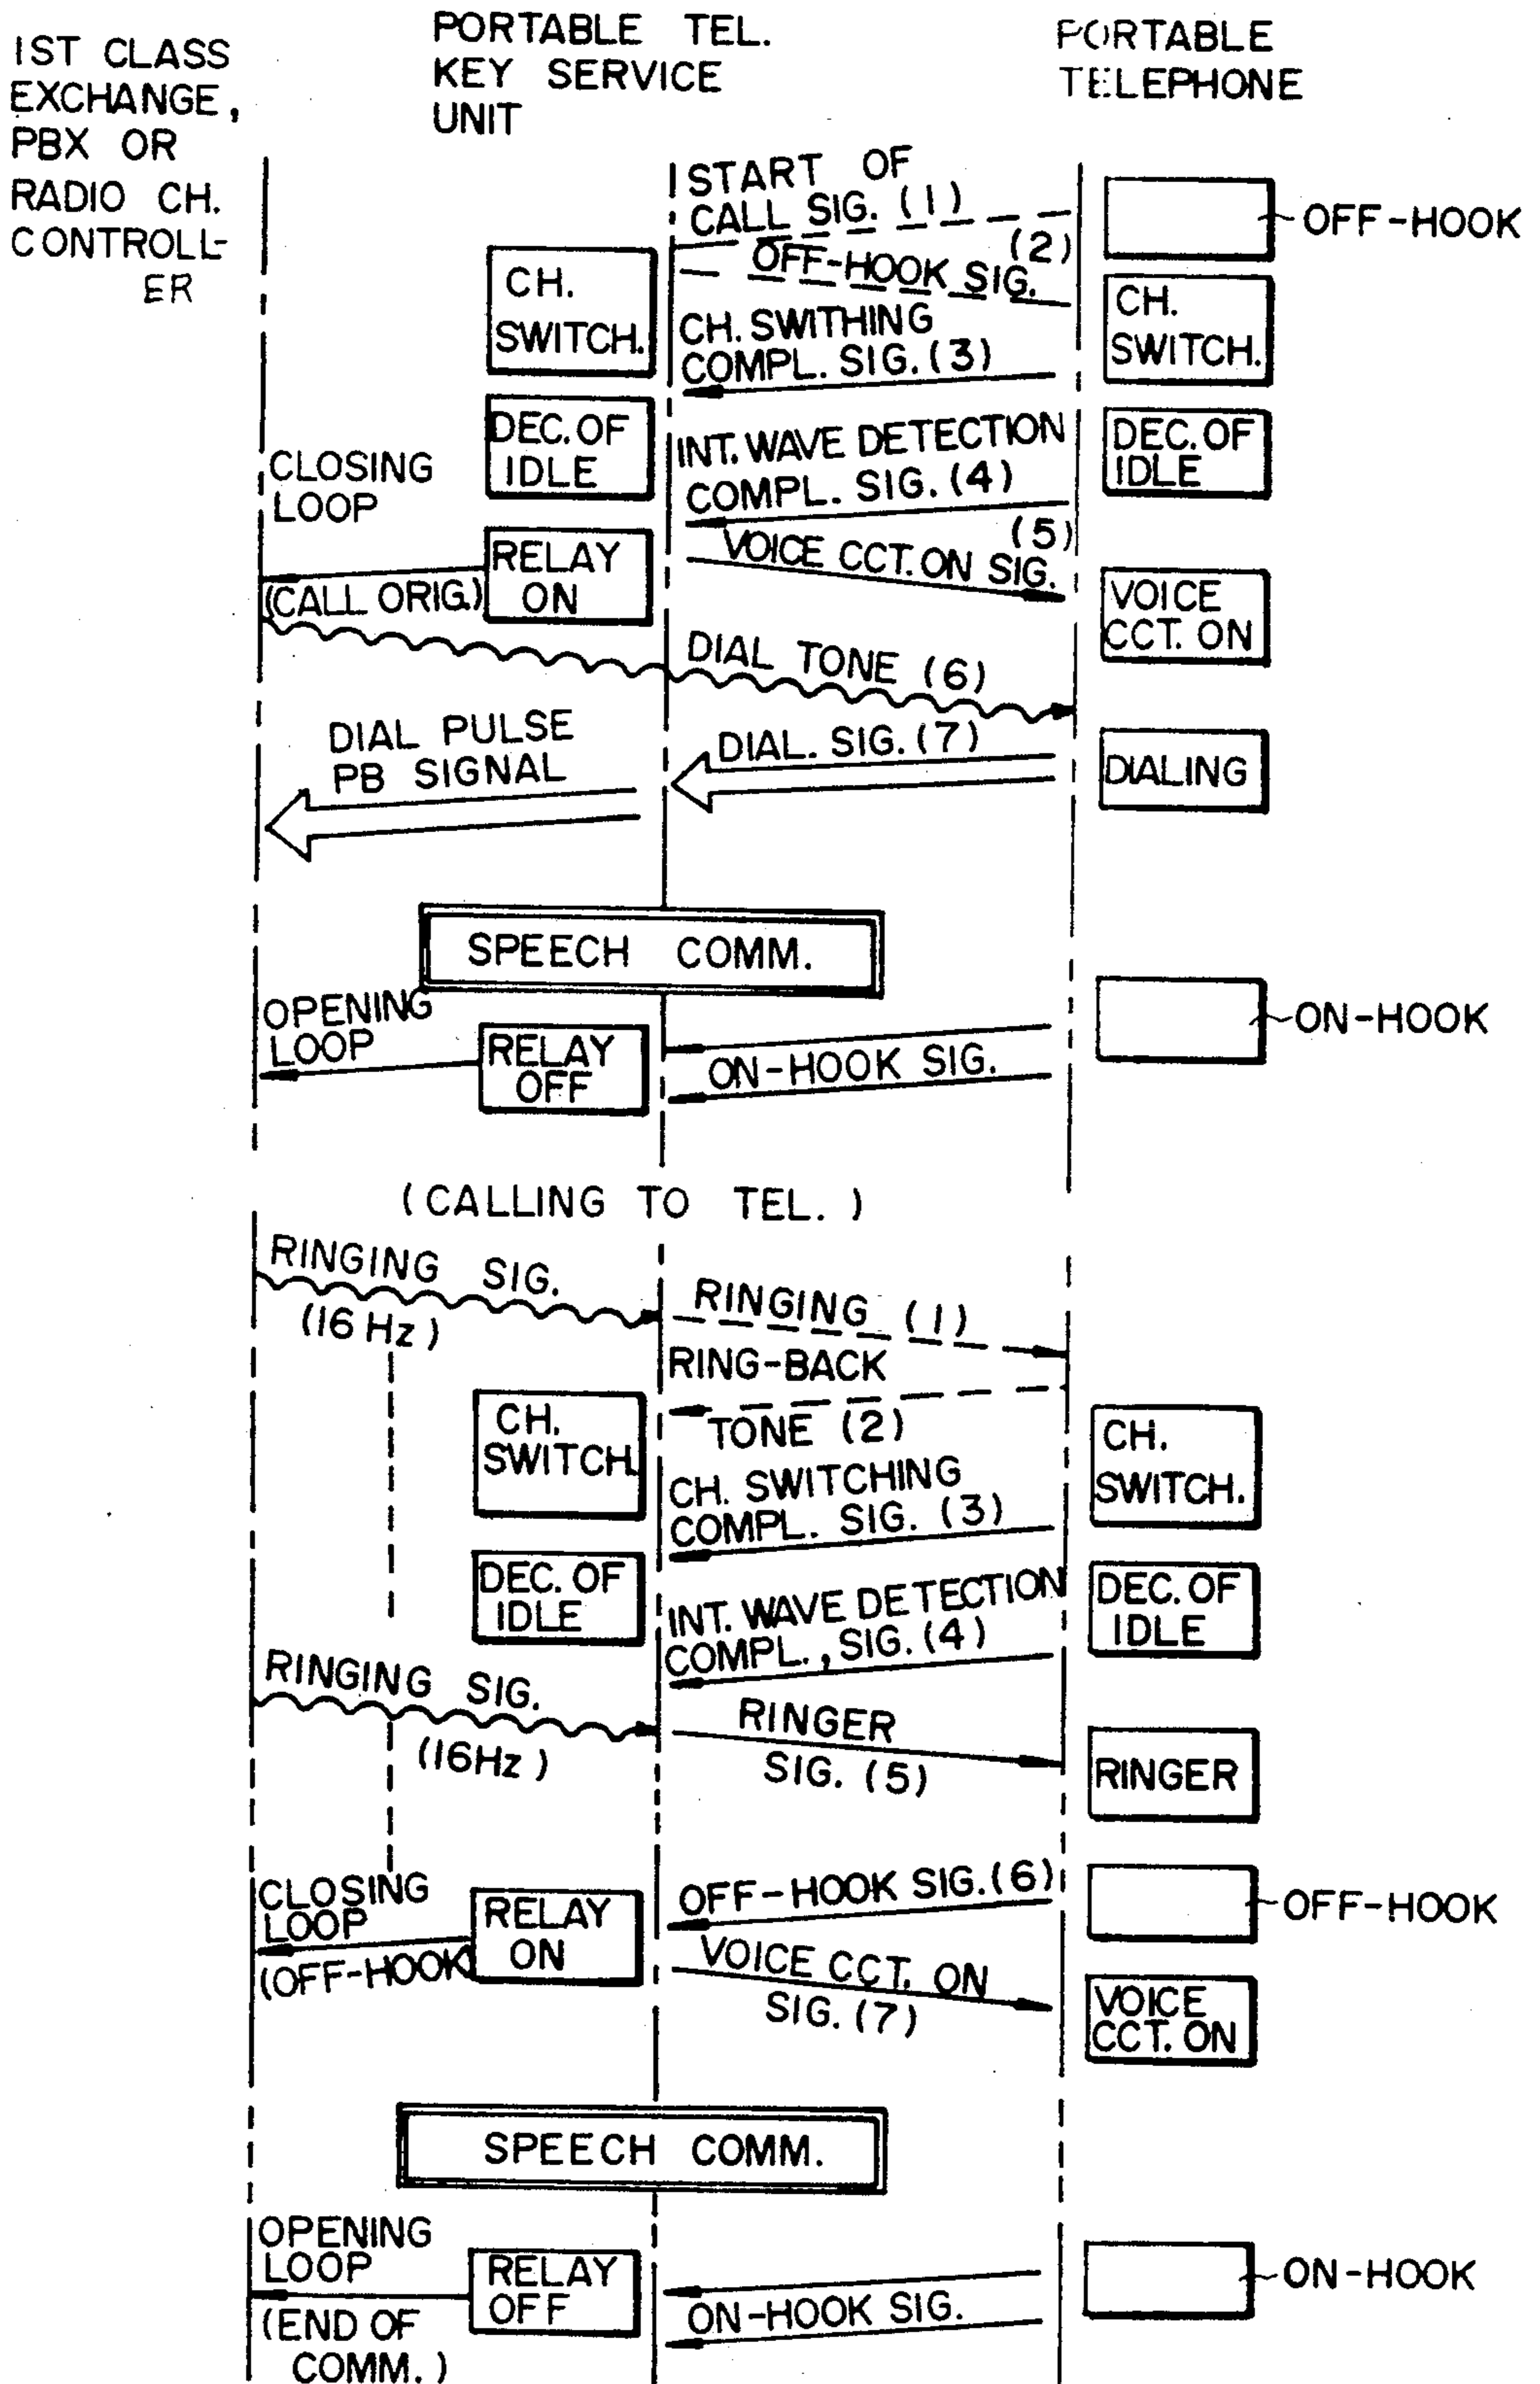 1ST CLASS
EXCHANGE,
PBX OR
RADIO CH.
CONTROLL-
ER
PORTABLE TEL.
KEY SERVICE
UNIT
PORTABLE
TELEPHONE
START OF
CALL SIG. (1)
OFF-HOOK
(2)
OFF-HOOK SIG.
CH.
SWITCH.
CH. SWITHING
COMPL. SIG. (3)
CH.
SWITCH.
DEC. OF
IDLE
INT. WAVE DETECTION
COMPL. SIG. (4)
DEC. OF
IDLE
CLOSING
LOOP
RELAY
ON
(5)
VOICE CCT. ON SIG.
(CALL ORIG.)
VOICE
CCT. ON
DIAL TONE (6)
DIAL PULSE
PB SIGNAL
DIAL. SIG. (7)
DIALING
SPEECH COMM.
OPENING
LOOP
RELAY
OFF
ON-HOOK SIG.
ON-HOOK
(CALLING TO TEL.)
RINGING SIG.
(16 Hz)
RINGING (1)
RING-BACK
TONE (2)
CH.
SWITCH.
CH. SWITCHING
COMPL. SIG. (3)
CH.
SWITCH.
DEC. OF
IDLE
INT. WAVE DETECTION
COMPL., SIG. (4)
DEC. OF
IDLE
RINGING SIG.
(16Hz)
RINGER
SIG. (5)
RINGER
CLOSING
LOOP
(OFF-HOOK)
RELAY
ON
OFF-HOOK SIG. (6)
OFF-HOOK
VOICE CCT. ON
SIG. (7)
VOICE
CCT. ON
SPEECH COMM.
OPENING
LOOP
(END OF
COMM.)
RELAY
OFF
ON-HOOK SIG.
ON-HOOK